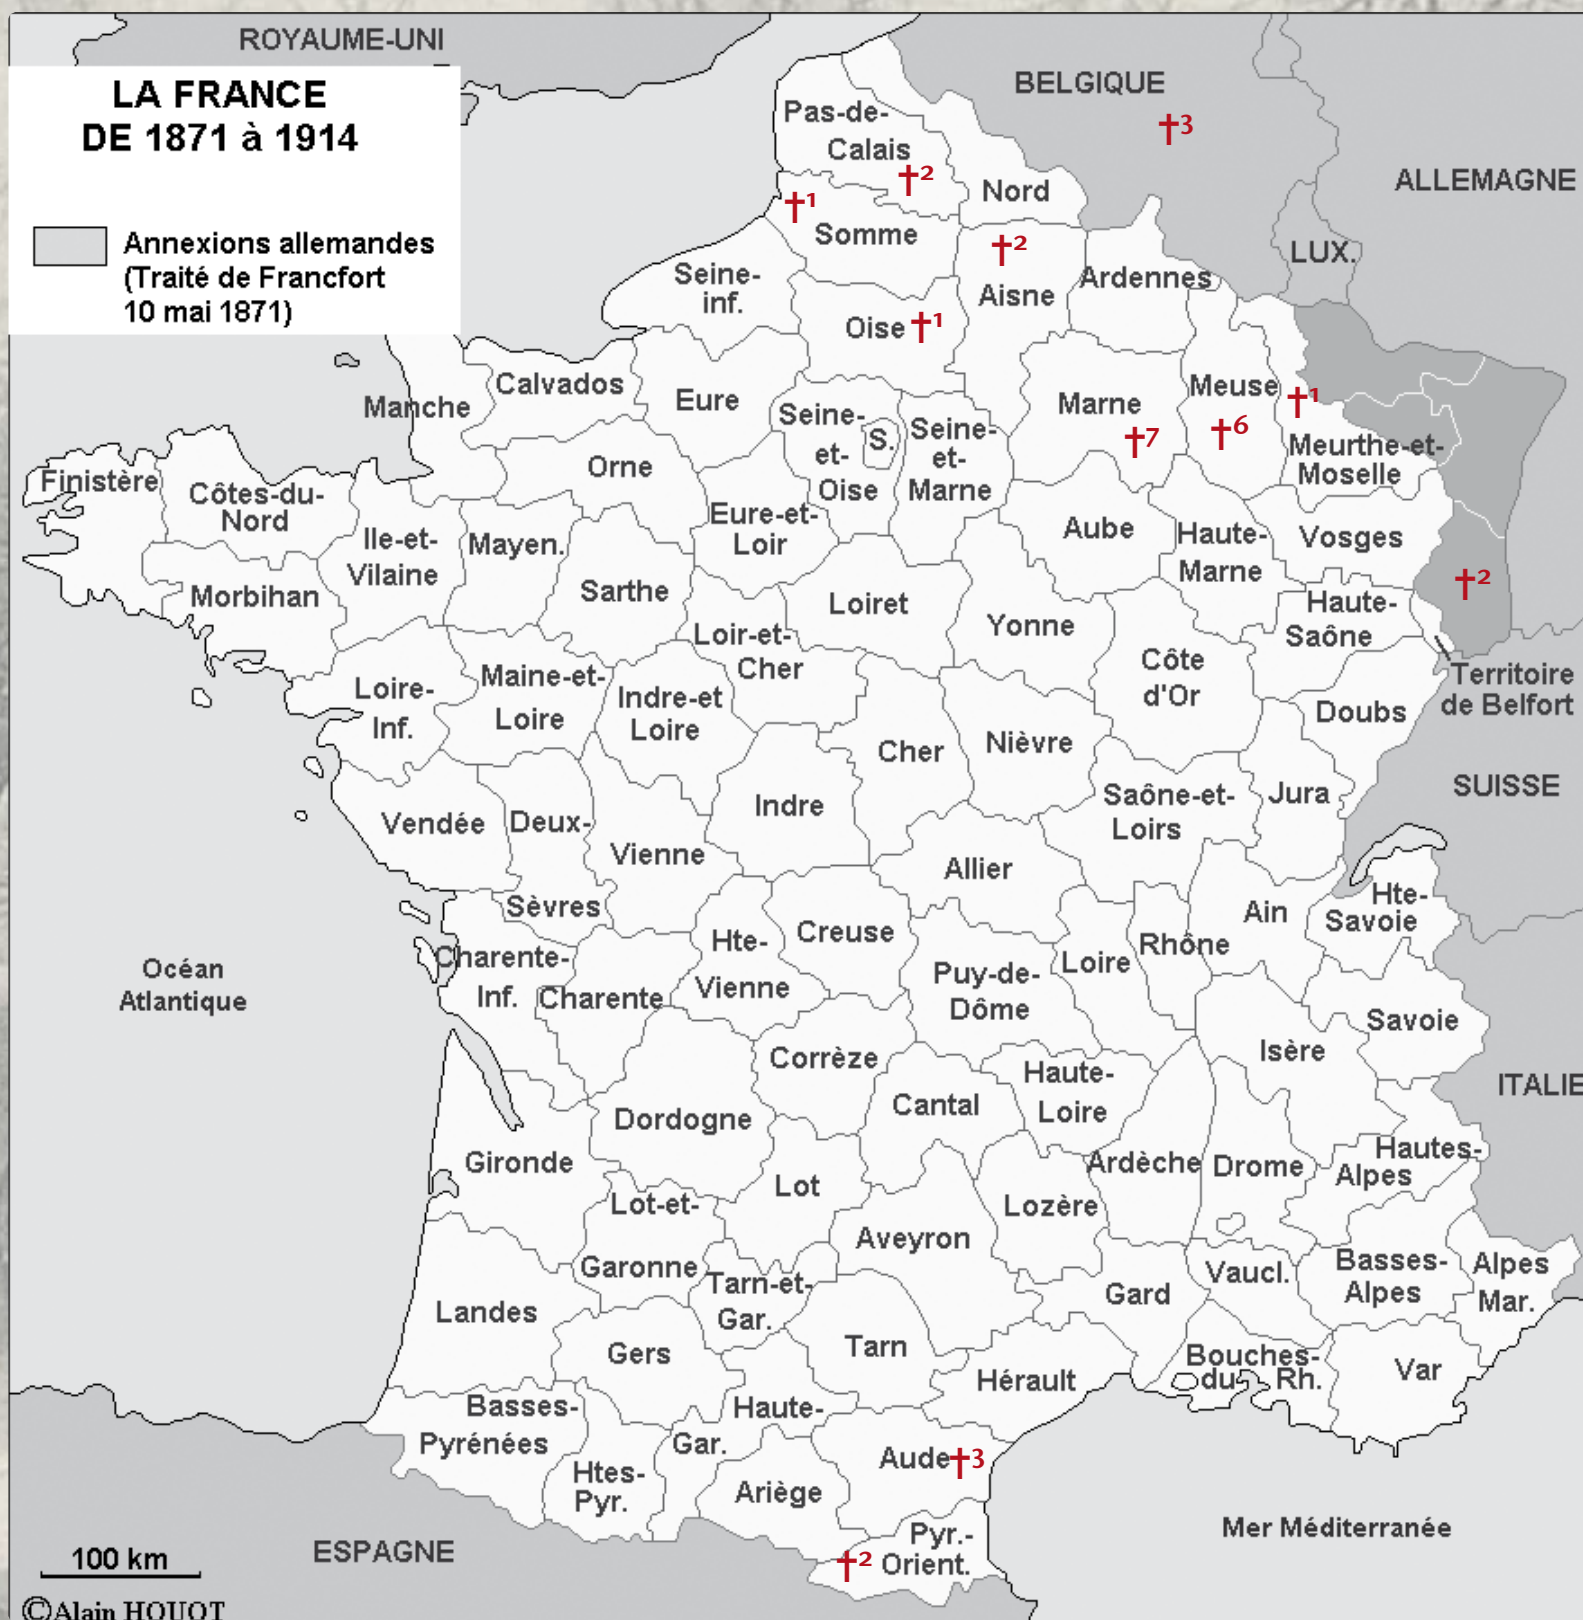 ROYAUME-UNI
LA FRANCE
DE 1871 à 1914
Annexions allemandes
(Traité de Francfort
10 mai 1871)
BELGIQUE
†3
ALLEMAGNE
LUX.
Pas-de-
Calais
†2
Nord
†1
Somme
†2
Aisne
Ardennes
Seine-
inf.
Oise †1
Manche
Calvados
Eure
Seine-
et-
Oise
S.
Seine-
et-
Marne
Marne
†7
Meuse
†6
†1
Meurthe-et-
Moselle
Finistère
Côtes-du-
Nord
Orne
Ile-et-
Vilaine
Mayen.
Eure-et-
Loir
Aube
Haute-
Marne
Vosges
†2
Morbihan
Sarthe
Loiret
Yonne
Haute-
Saône
Loir-et-
Cher
Côte
d'Or
Territoire
de Belfort
Loire-
Inf.
Maine-et-
Loire
Indre-et
Loire
Cher
Nièvre
Doubs
SUISSE
Vendée
Deux-
Sèvres
Vienne
Indre
Allier
Saône-et-
Loirs
Jura
Ain
Hte-
Savoie
Océan
Atlantique
Charente-
Inf.
Charente
Hte-
Vienne
Creuse
Puy-de-
Dôme
Loire
Rhône
Savoie
Isère
ITALIE
Corrèze
Dordogne
Cantal
Haute-
Loire
Gironde
Ardèche
Drome
Hautes-
Alpes
Lot
Lozère
Lot-et-
Garonne
Aveyron
Tarn-et-
Gar.
Gard
Vaucl.
Basses-
Alpes
Alpes
Mar.
Landes
Gers
Tarn
Hérault
Bouches-
du Rh.
Var
Basses-
Pyrénées
Haute-
Gar.
Htes-
Pyr.
Ariège
Aude †3
Pyr.-
Orient.
†2
Mer Méditerranée
ESPAGNE
100 km
©Alain HOUOT